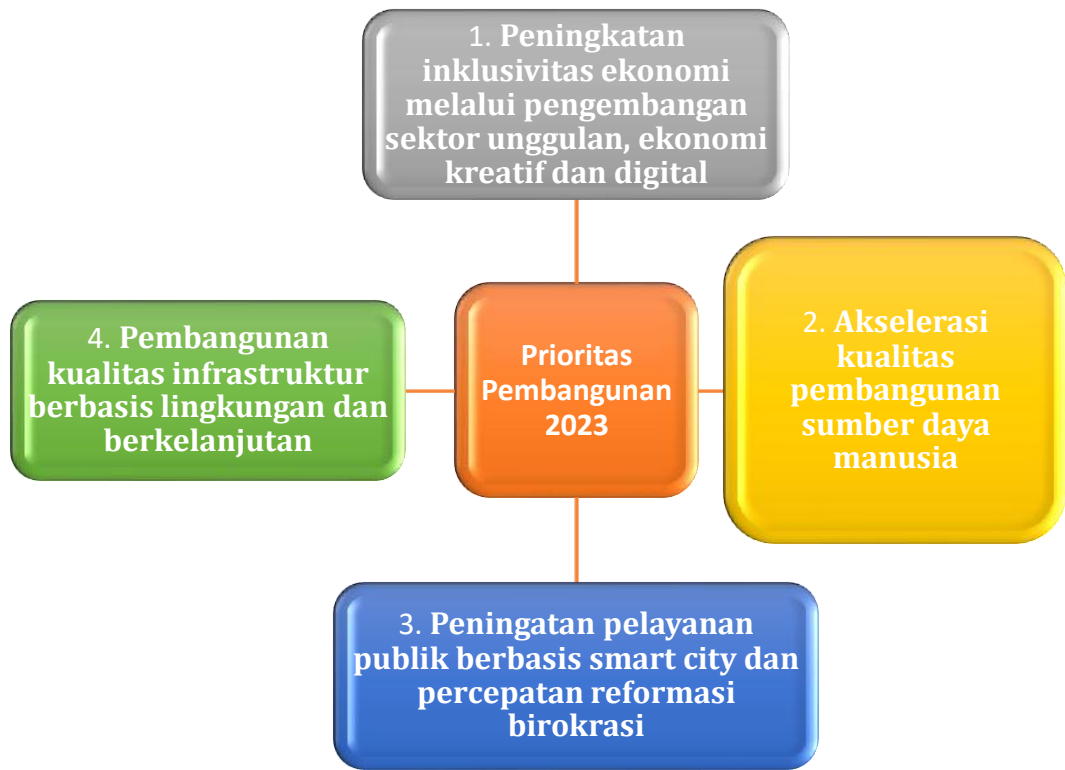 1. Peningkatan
inklusivitas ekonomi
melalui pengembangan
sektor unggulan, ekonomi
kreatif dan digital
2. Akselerasi
kualitas
pembangunan
sumber daya
manusia
Prioritas
Pembangunan
2023
4. Pembangunan
kualitas infrastruktur
berbasis lingkungan dan
berkelanjutan
3. Peningatan pelayanan
publik berbasis smart city dan
percepatan reformasi
birokrasi